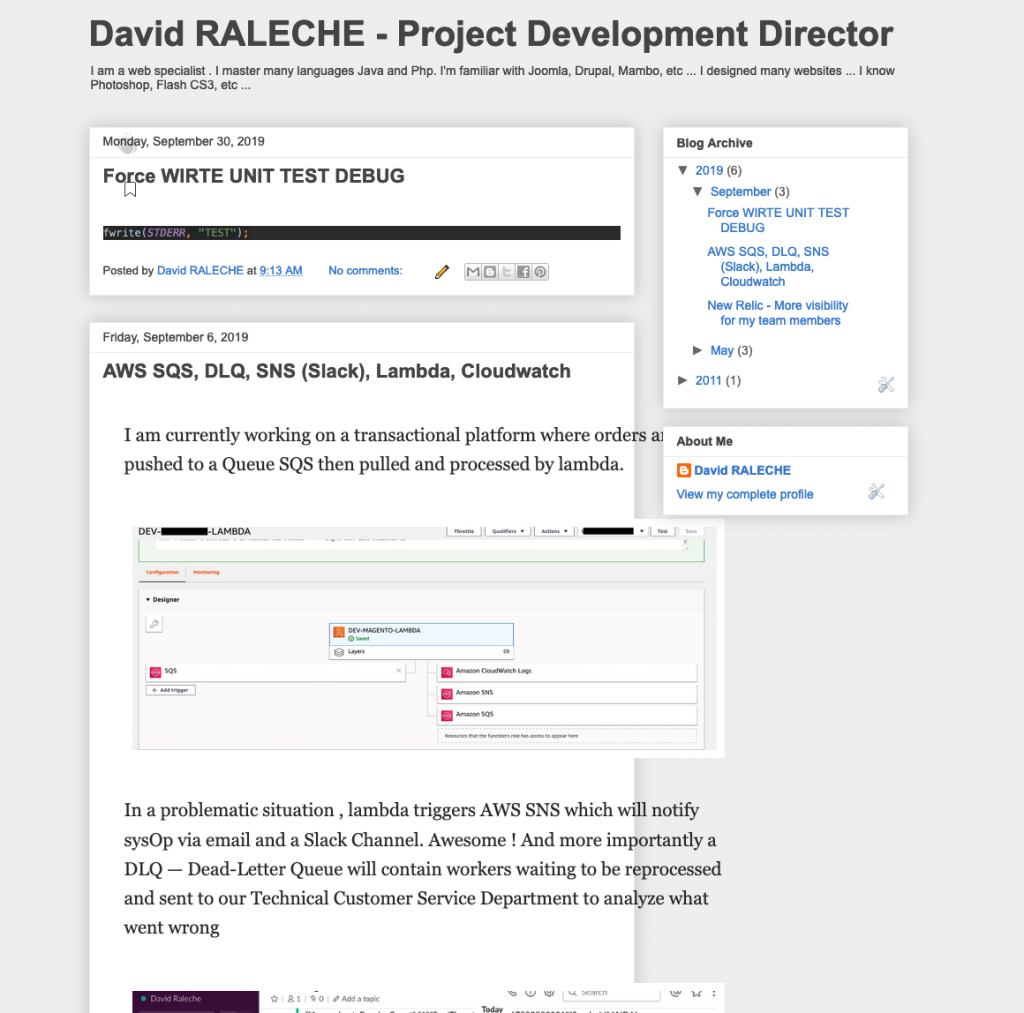 David RALECHE - Project Development Director
I am a web specialist . I master many languages Java and Php. I'm familiar with Joomla, Drupal, Mambo, etc ... I designed many websites ... I know
Photoshop, Flash CS3, etc ...
Monday, September 30, 2019
Force WIRTE UNIT TEST DEBUG
fwrite(STDERR, "TEST");
Posted by David RALECHE at 9:13 AM No comments:
Friday, September 6, 2019
AWS SQS, DLQ, SNS (Slack), Lambda, Cloudwatch
I am currently working on a transactional platform where orders
pushed to a Queue SQS then pulled and processed by lambda.
DEV- -LAMBDA
Throttle Qualifiers Actions Test Save
Configuration Monitoring
Designer
DEV-MAGENTO-LAMBDA
Saved
Layers (0)
SQS
+ Add trigger
Amazon CloudWatch Logs
Amazon SNS
Amazon SQS
Resources that the function's role has access to appear here
In a problematic situation , lambda triggers AWS SNS which will notify
sysOp via email and a Slack Channel. Awesome ! And more importantly a
DLQ — Dead-Letter Queue will contain workers waiting to be reprocessed
and sent to our Technical Customer Service Department to analyze what
went wrong
David Raleche
1 0 Add a topic
Search
Today
Blog Archive
▼ 2019 (6)
▼ September (3)
Force WIRTE UNIT TEST
DEBUG
AWS SQS, DLQ, SNS
(Slack), Lambda,
Cloudwatch
New Relic - More visibility
for my team members
► May (3)
► 2011 (1)
About Me
David RALECHE
View my complete profile